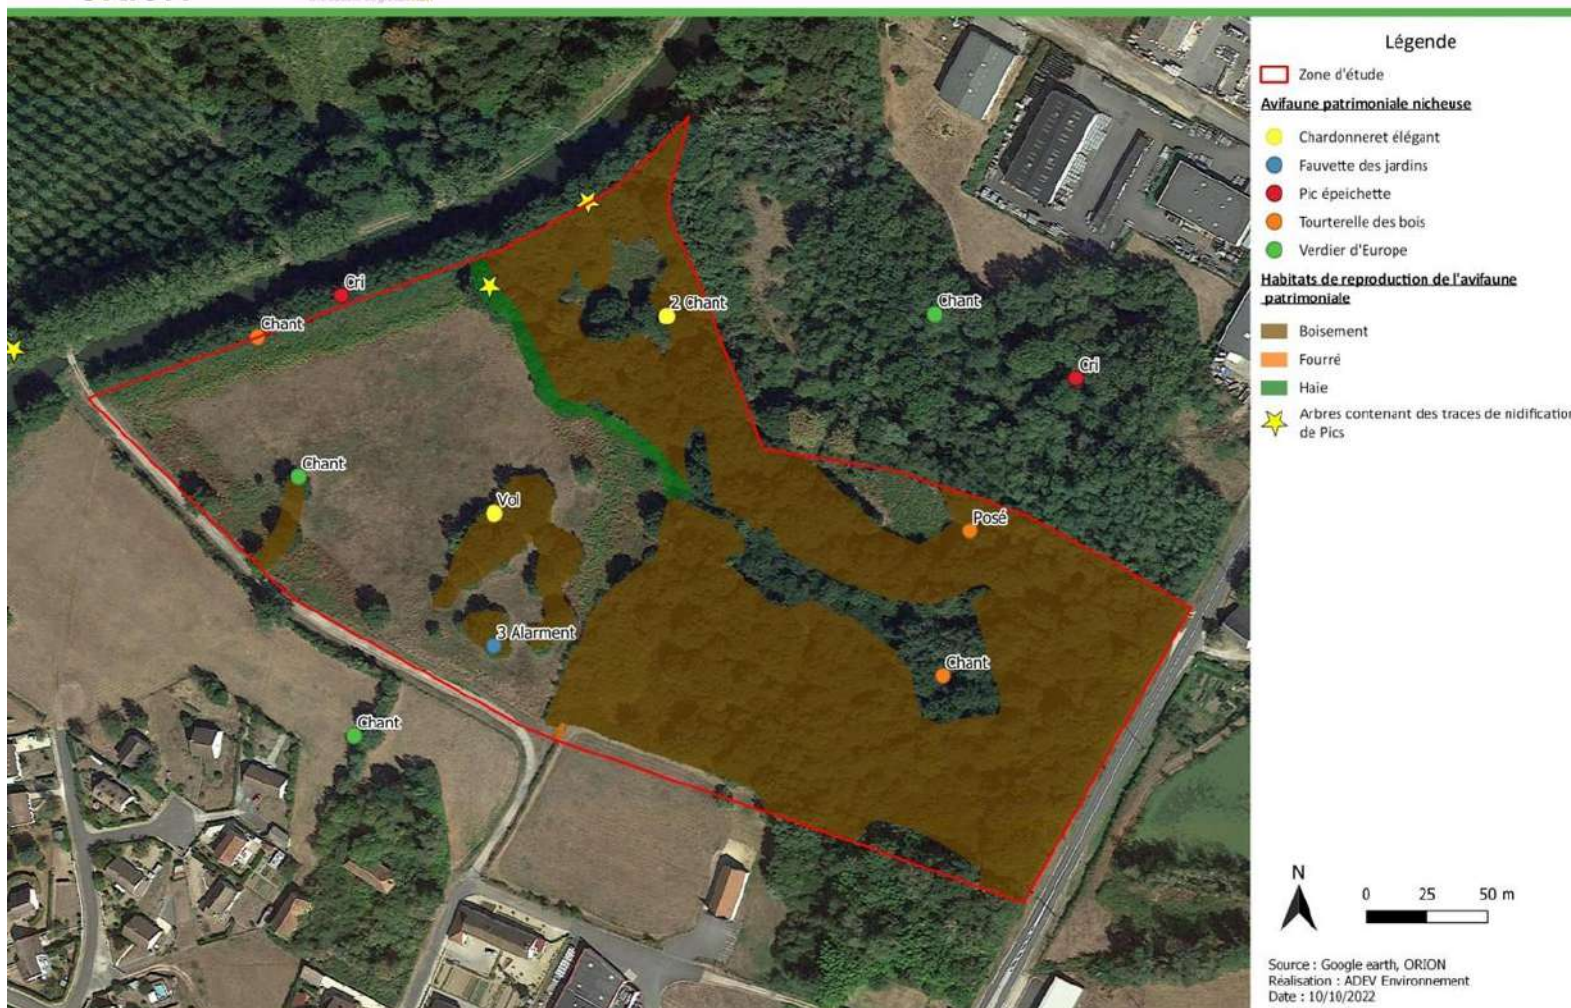 Légende
Zone d'étude
Avifaune patrimoniale nicheuse
Chardonneret élégant
Fauvette des jardins
Pic épeichette
Tourterelle des bois
Verdier d'Europe
Habitats de reproduction de l'avifaune
patrimoniale
Boisement
Fourré
Haie
Arbres contenant des traces de nidification
de Pics
Cri
Chant
2 Chant
Chant
Cri
Chant
Vol
Posé
3 Alarment
Chant
Chant
N
0 25 50 m
Source : Google earth, ORION
Réalisation : ADEV Environnement
Date : 10/10/2022